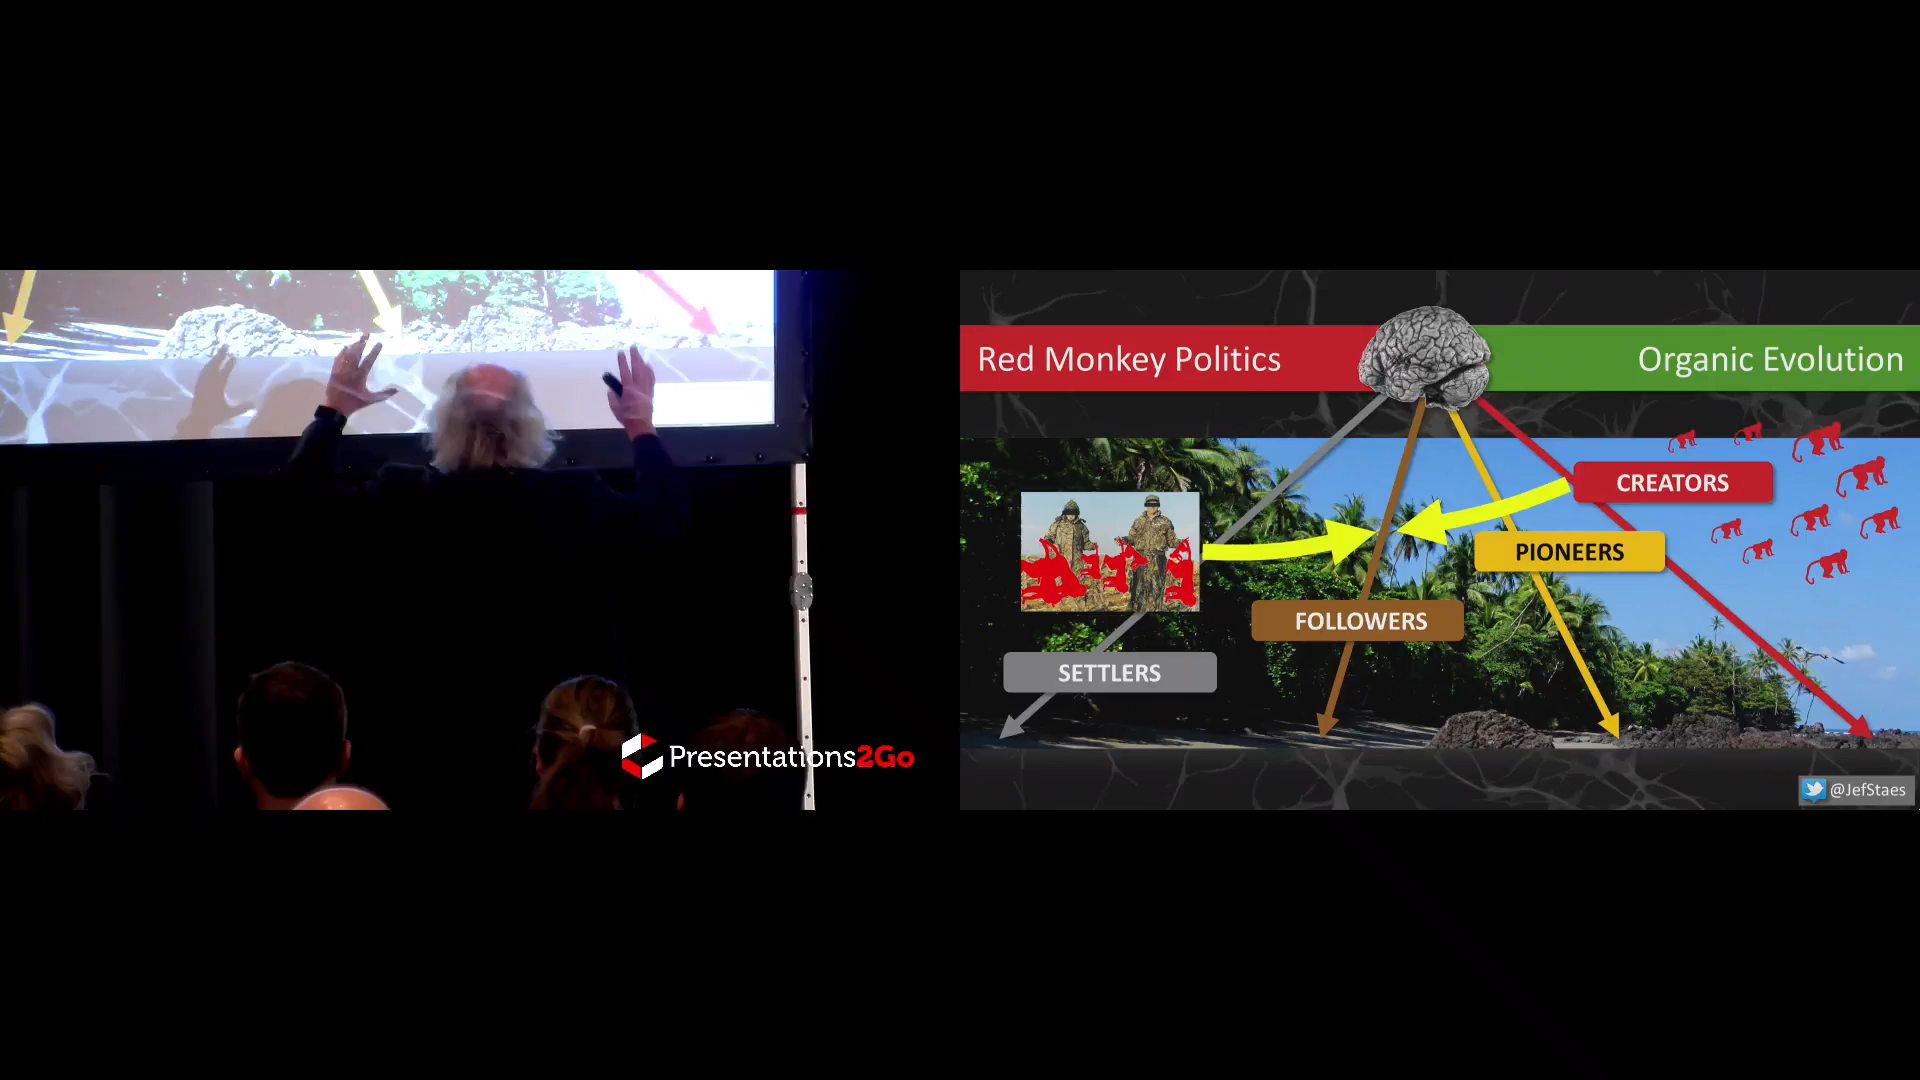 Presentations2Go
Red Monkey Politics
Organic Evolution
CREATORS
PIONEERS
FOLLOWERS
SETTLERS
@JefStaes